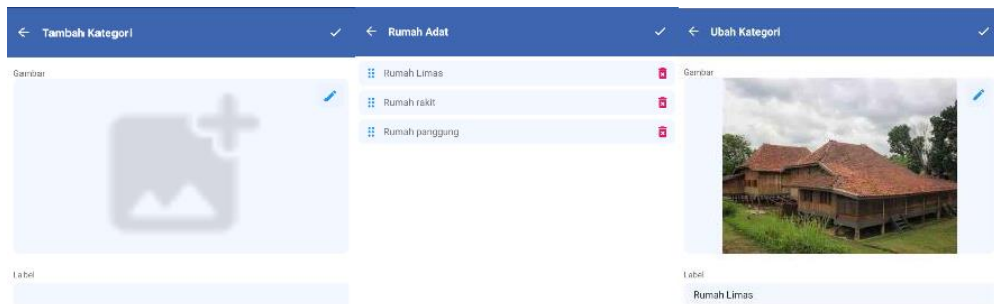 Tambah Kategori
Gambar
Label
Rumah Adat
Rumah Limas
Rumah rakit
Rumah panggung
Ubah Kategori
Gambar
Label
Rumah Limas